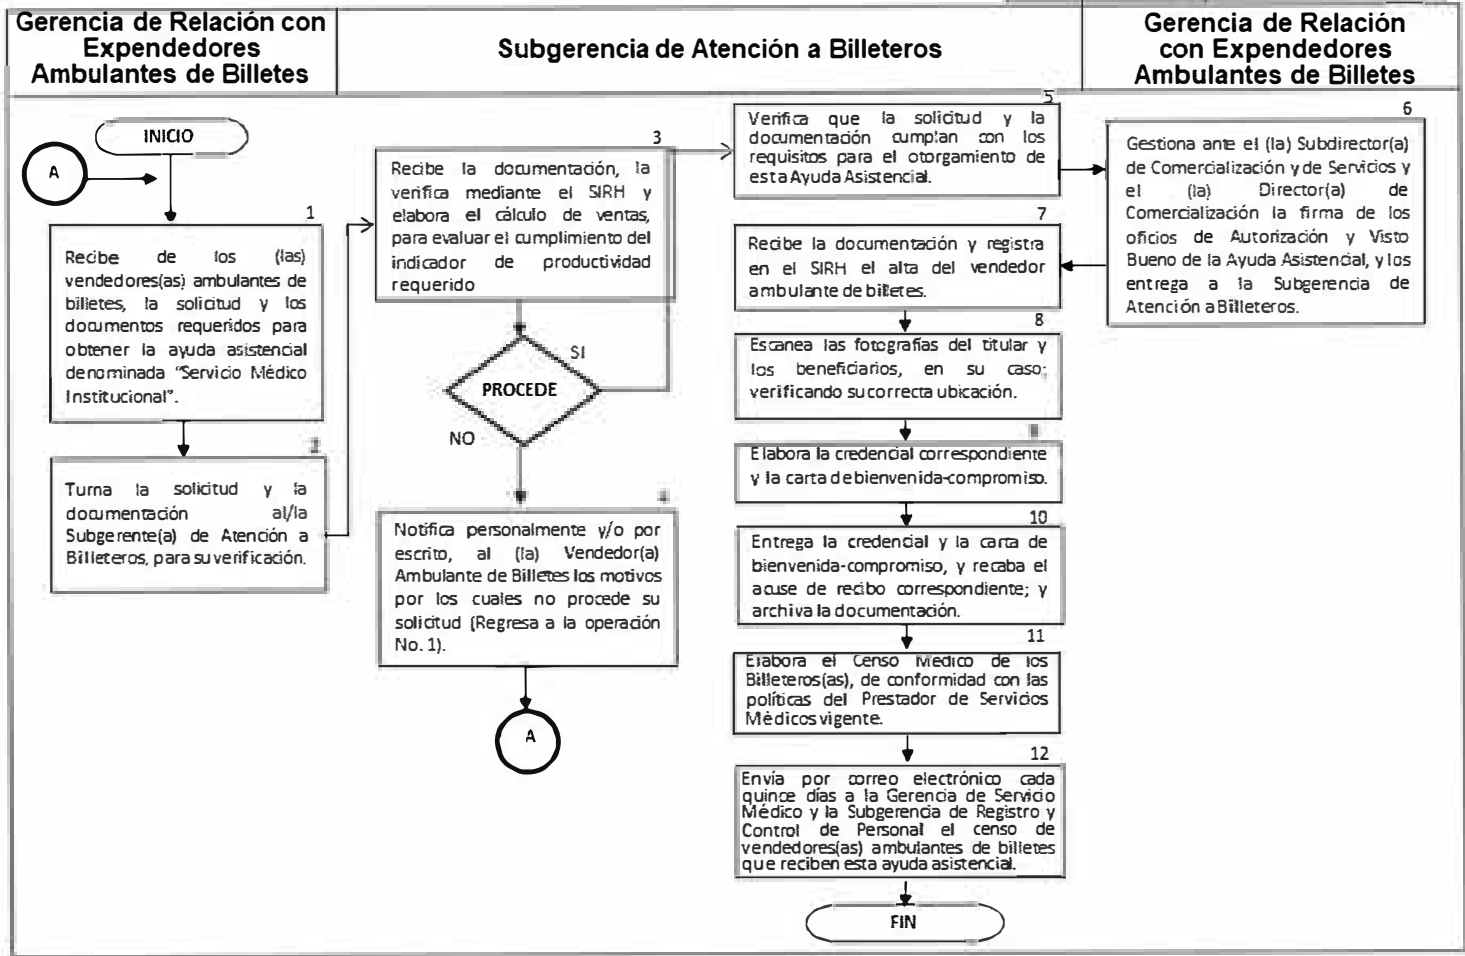 Gerencia de Relación con
Expendedores
Ambulantes de Billetes
Subgerencia de Atención a Billeteros
Gerencia de Relación
con Expendedores
Ambulantes de Billetes
INICIO
A
1
Recibe de los (las)
vendedores(as) ambulantes de
billetes, la solicitud y los
documentos requeridos para
obtener la ayuda asistencial
denominada "Servicio Médico
Institucional".
2
Turna la solicitud y la
documentación al/la
Subgerente(a) de Atención a
Billeteros, para su verificación.
3
Recibe la documentación, la
verifica mediante el SIRH y
elabora el cálculo de ventas,
para evaluar el cumplimiento del
indicador de productividad
requerido
SI
PROCEDE
NO
4
Notifica personalmente y/o por
escrito, al (la) Vendedor(a)
Ambulante de Billetes los motivos
por los cuales no procede su
solicitud (Regresa a la operación
No. 1).
A
5
Verifica que la solicitud y la
documentación cumplan con los
requisitos para el otorgamiento de
esta Ayuda Asistencial.
6
Gestiona ante el (la) Subdirector(a)
de Comercialización y de Servicios y
el (la) Director(a) de
Comercialización la firma de los
oficios de Autorización y Visto
Bueno de la Ayuda Asistencial, y los
entrega a la Subgerencia de
Atención a Billeteros.
7
Recibe la documentación y registra
en el SIRH el alta del vendedor
ambulante de billetes.
8
Escanea las fotografías del titular y
los beneficiarios, en su caso;
verificando su correcta ubicación.
Elabora la credencial correspondiente
y la carta de bienvenida-compromiso.
10
Entrega la credencial y la carta de
bienvenida-compromiso, y recaba el
acuse de recibo correspondiente; y
archiva la documentación.
11
Elabora el Censo Medico de los
Billeteros(as), de conformidad con las
políticas del Prestador de Servicios
Médicos vigente.
12
Envía por correo electrónico cada
quince días a la Gerencia de Servicio
Médico y la Subgerencia de Registro y
Control de Personal el censo de
vendedores(as) ambulantes de billetes
que reciben esta ayuda asistencial.
FIN